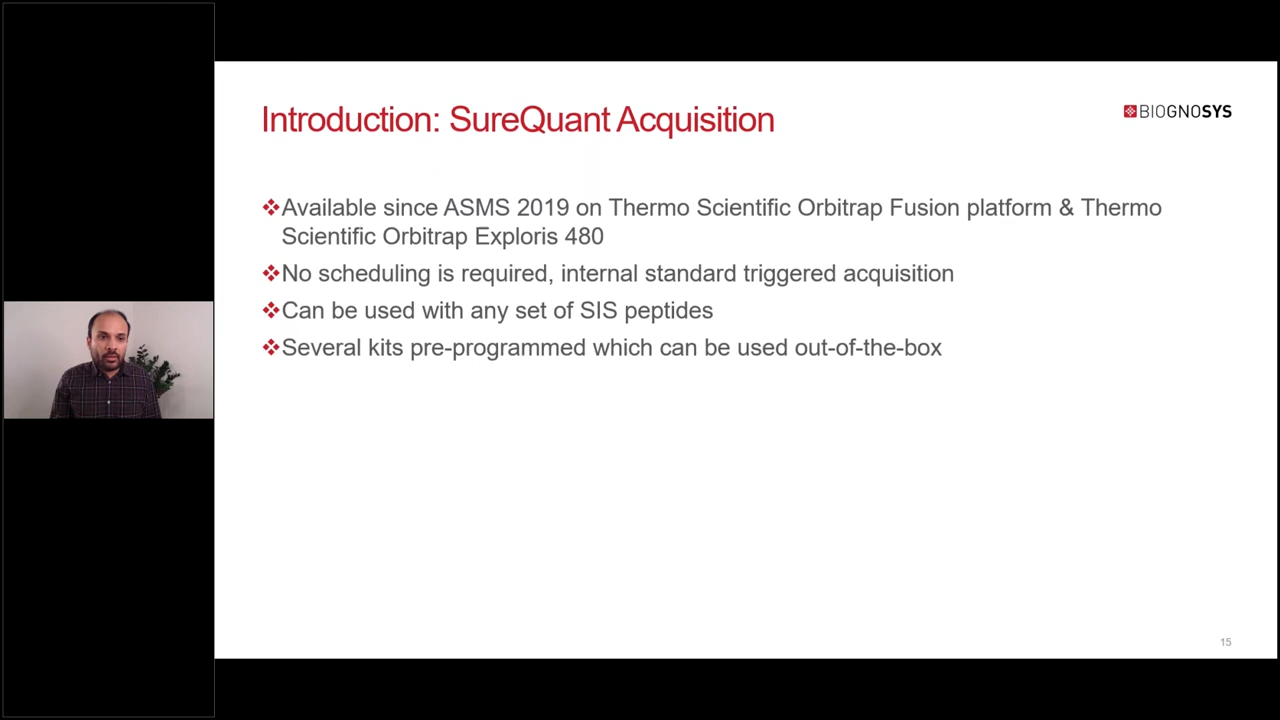 Introduction: SureQuant Acquisition
BIOGNOSYS
❖Available since ASMS 2019 on Thermo Scientific Orbitrap Fusion platform & Thermo
Scientific Orbitrap Exploris 480
❖No scheduling is required, internal standard triggered acquisition
❖Can be used with any set of SIS peptides
❖Several kits pre-programmed which can be used out-of-the-box
15